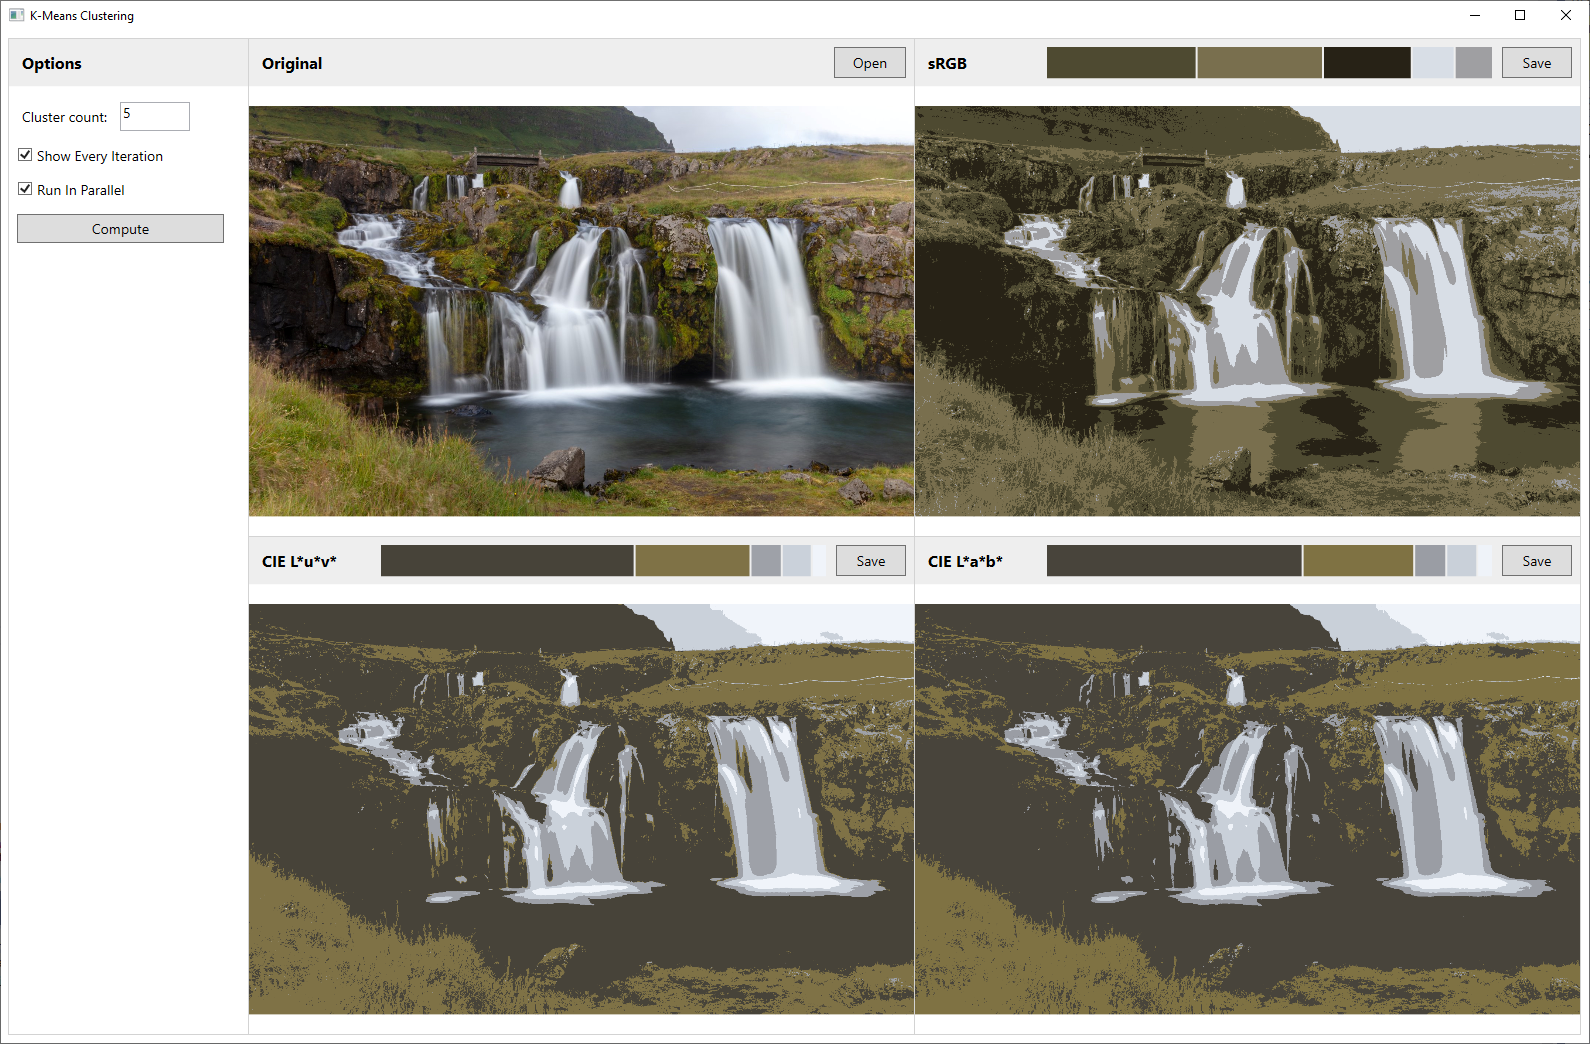 K-Means Clustering
Options
Cluster count: 5
Show Every Iteration
Run In Parallel
Compute
Original
Open
sRGB
Save
CIE L*u*v*
Save
CIE L*a*b*
Save